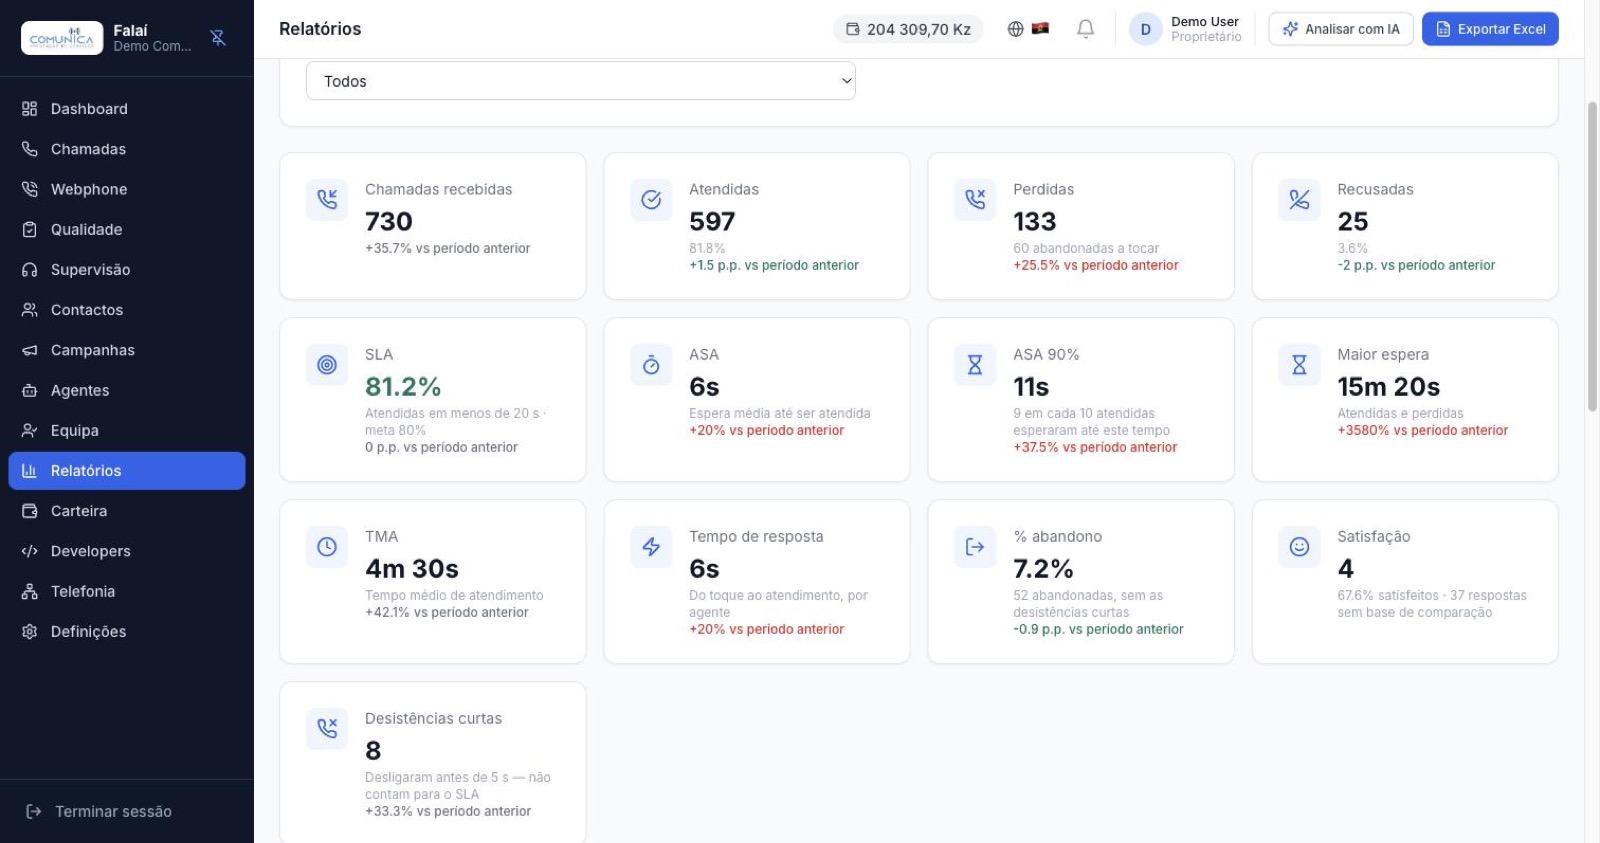 COMUNICA
Falaí
Demo Com...
Dashboard
Chamadas
Webphone
Qualidade
Supervisão
Contactos
Campanhas
Agentes
Equipa
Relatórios
Carteira
Developers
Telefonia
Definições
Terminar sessão
Relatórios
204 309,70 Kz
D
Demo User
Proprietário
Analisar com IA
Exportar Excel
Todos
Chamadas recebidas
730
+35.7% vs período anterior
Atendidas
597
81.8%
+1.5 p.p. vs período anterior
Perdidas
133
60 abandonadas a tocar
+25.5% vs período anterior
Recusadas
25
3.6%
-2 p.p. vs período anterior
SLA
81.2%
Atendidas em menos de 20 s ·
meta 80%
0 p.p. vs período anterior
ASA
6s
Espera média até ser atendida
+20% vs período anterior
ASA 90%
11s
9 em cada 10 atendidas
esperaram até este tempo
+37.5% vs período anterior
Maior espera
15m 20s
Atendidas e perdidas
+3580% vs período anterior
TMA
4m 30s
Tempo médio de atendimento
+42.1% vs período anterior
Tempo de resposta
6s
Do toque ao atendimento, por
agente
+20% vs período anterior
% abandono
7.2%
52 abandonadas, sem as
desistências curtas
-0.9 p.p. vs período anterior
Satisfação
4
67.6% satisfeitos · 37 respostas
sem base de comparação
Desistências curtas
8
Desligaram antes de 5 s — não
contam para o SLA
+33.3% vs período anterior